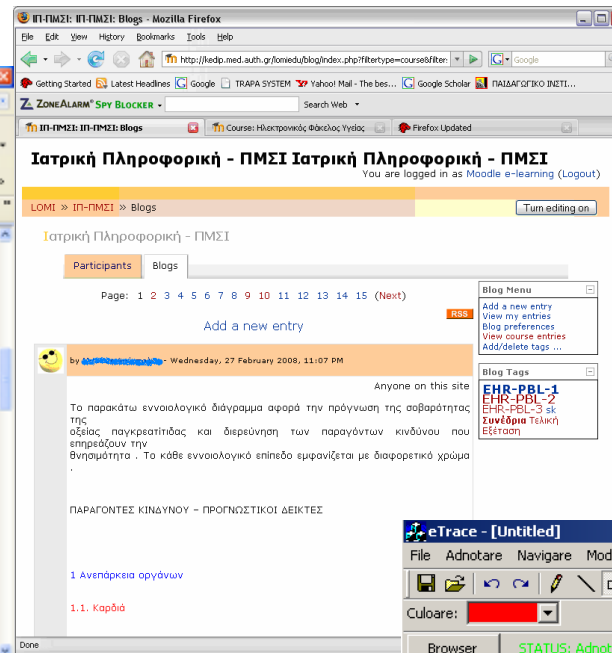 ΙΠ-ΠΜΣΙ: ΙΠ-ΠΜΣΙ: Blogs - Mozilla Firefox
File Edit View History Bookmarks Tools Help
http://kedip.med.auth.gr/lomiedu/blog/index.php?filtertype=course&filter:
Google
Getting Started Latest Headlines Google TRAPA SYSTEM Yahoo! Mail - The bes... Google Scholar ΠΑΙΔΑΓΩΓΙΚΟ ΙΝΣΤΙ...
ZONEALARM® SPY BLOCKER Search Web
ΙΠ-ΠΜΣΙ: ΙΠ-ΠΜΣΙ: Blogs Course: Ηλεκτρονικός Φάκελος Υγείας Firefox Updated
Ιατρική Πληροφορική - ΠΜΣΙ Ιατρική Πληροφορική - ΠΜΣΙ
You are logged in as Moodle e-learning (Logout)
LOMI » ΙΠ-ΠΜΣΙ » Blogs Turn editing on
Ιατρική Πληροφορική - ΠΜΣΙ
Participants Blogs
Page: 1 2 3 4 5 6 7 8 9 10 11 12 13 14 15 (Next)
RSS
Add a new entry
by - Wednesday, 27 February 2008, 11:07 PM
Anyone on this site
Το παρακάτω εννοιολογικό διάγραμμα αφορά την πρόγνωση της σοβαρότητας
της
οξείας παγκρεατίτιδας και διερεύνηση των παραγόντων κινδύνου που
επηρεάζουν την
θνησιμότητα . Το κάθε εννοιολογικό επίπεδο εμφανίζεται με διαφορετικό χρώμα
.
ΠΑΡΑΓΟΝΤΕΣ ΚΙΝΔΥΝΟΥ – ΠΡΟΓΝΩΣΤΙΚΟΙ ΔΕΙΚΤΕΣ
1 Ανεπάρκεια οργάνων
1.1. Καρδιά
Done
Blog Menu
Add a new entry
View my entries
Blog preferences
View course entries
Add/delete tags ...
Blog Tags
EHR-PBL-1
EHR-PBL-2
EHR-PBL-3 sk
Συνέδρια Τελική
Εξέταση
eTrace - [Untitled]
File Adnotare Navigare Mod
Culoare:
Browser STATUS: Adnot